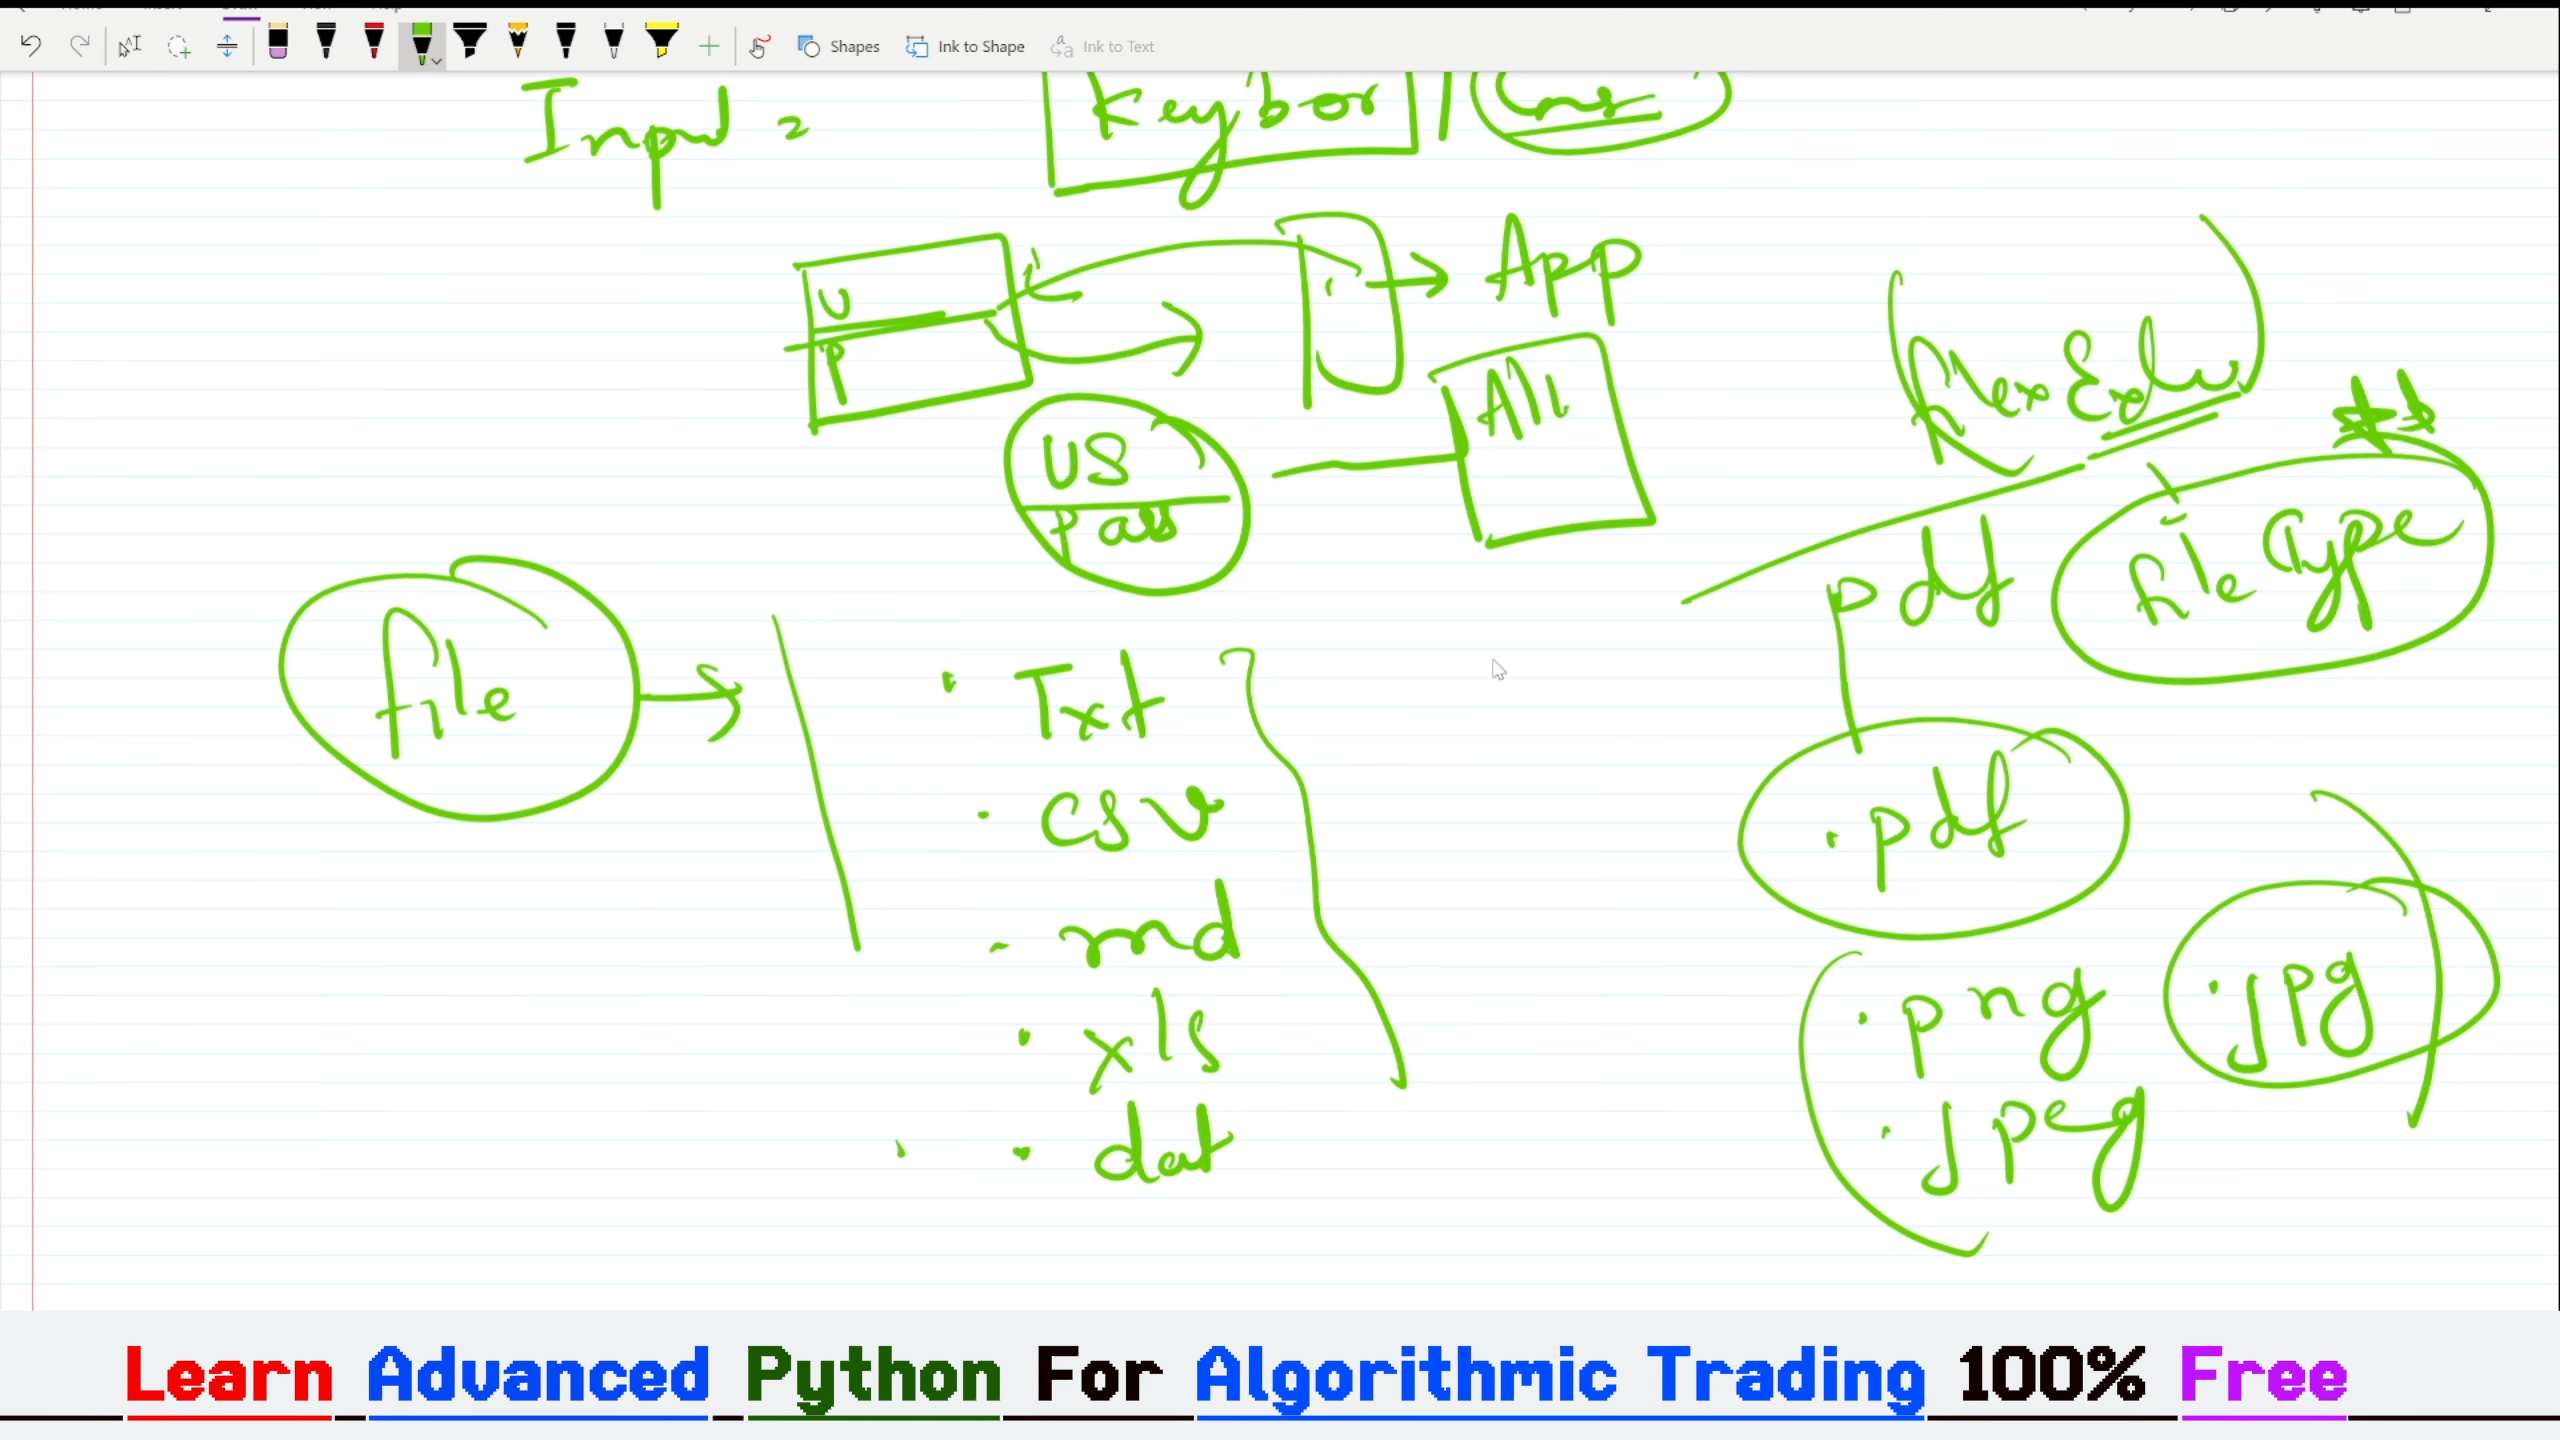 Shapes Ink to Shape Ink to Text
Input =
Keybor
U
P
App
All
US
Pass
file
file Type
pdf
.pdf
. Txt
. csv
. md
. xls
. dat
.png
.jpg
.jpeg
Learn Advanced Python For Algorithmic Trading 100% Free